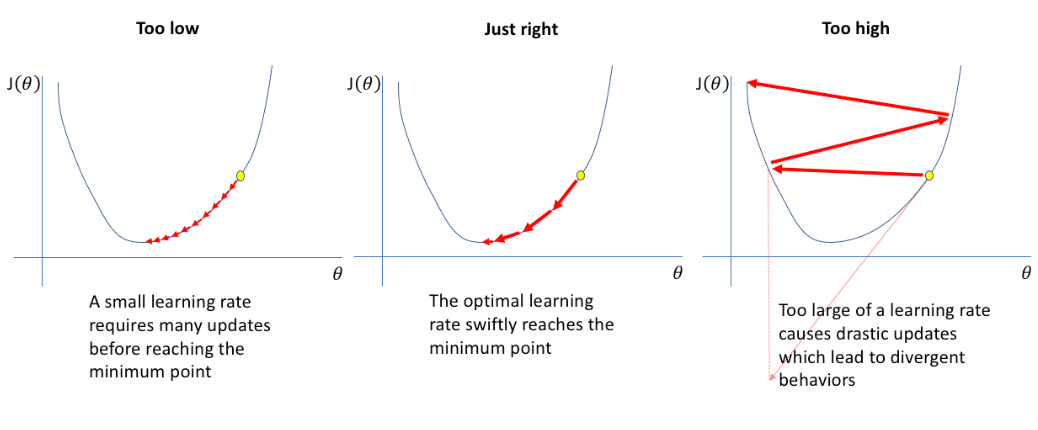 Too low
Just right
Too high
J(θ)
J(θ)
J(θ)
θ
θ
θ
A small learning rate
requires many updates
before reaching the
minimum point
The optimal learning
rate swiftly reaches the
minimum point
Too large of a learning rate
causes drastic updates
which lead to divergent
behaviors